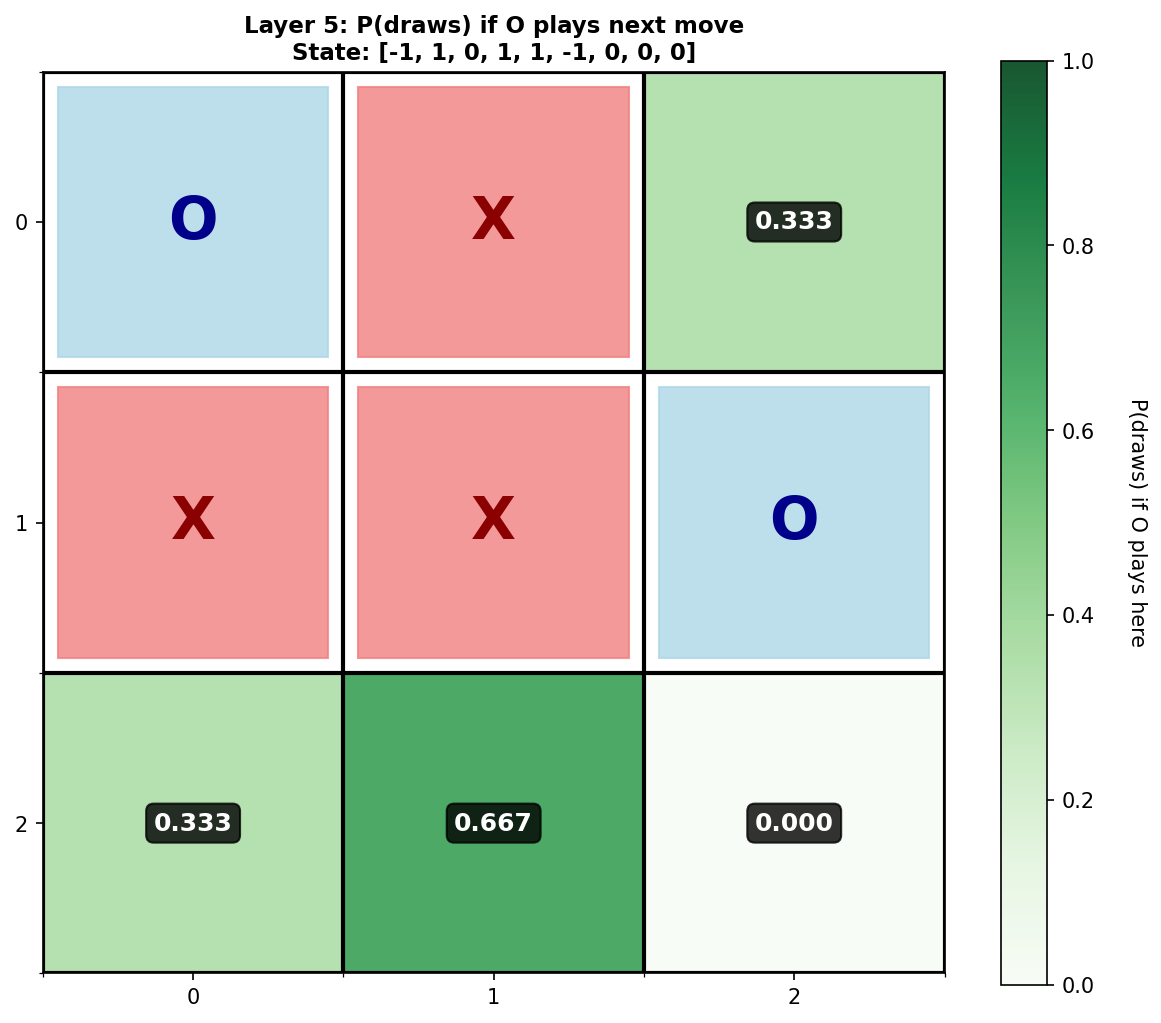 Layer 5: P(draws) if O plays next move
State: [-1, 1, 0, 1, 1, -1, 0, 0, 0]
0
O
X
0.333
1
X
X
O
2
0.333
0.667
0.000
0
1
2
1.0
0.8
0.6
0.4
0.2
0.0
P(draws) if O plays here